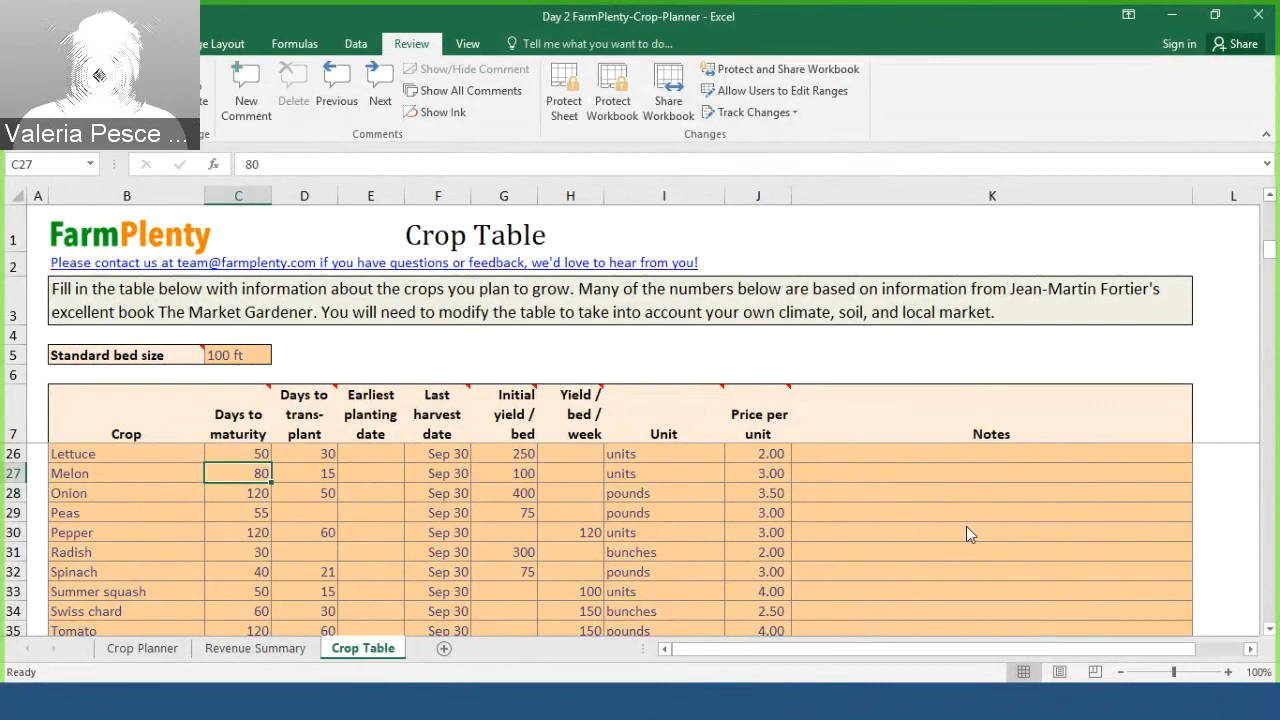 Day 2 FarmPlenty-Crop-Planner - Excel
ge Layout Formulas Data Review View Tell me what you want to do... Sign in Share
New Comment
Delete
Previous
Next
Show/Hide Comment
Show All Comments
Show Ink
Comments
Protect Sheet
Protect Workbook
Share Workbook
Protect and Share Workbook
Allow Users to Edit Ranges
Track Changes
Changes
Valeria Pesce ...
C27 fx 80
A B C D E F G H I J K L
1 FarmPlenty Crop Table
2 Please contact us at team@farmplenty.com if you have questions or feedback, we'd love to hear from you!
Fill in the table below with information about the crops you plan to grow. Many of the numbers below are based on information from Jean-Martin Fortier's
3 excellent book The Market Gardener. You will need to modify the table to take into account your own climate, soil, and local market.
4
5 Standard bed size 100 ft
6
7 Crop Days to maturity Days to trans-plant Earliest planting date Last harvest date Initial yield / bed Yield / bed / week Unit Price per unit Notes
26 Lettuce 50 30 Sep 30 250 units 2.00
27 Melon 80 15 Sep 30 100 units 3.00
28 Onion 120 50 Sep 30 400 pounds 3.50
29 Peas 55 Sep 30 75 pounds 3.00
30 Pepper 120 60 Sep 30 120 units 3.00
31 Radish 30 Sep 30 300 bunches 2.00
32 Spinach 40 21 Sep 30 75 pounds 3.00
33 Summer squash 50 15 Sep 30 100 units 4.00
34 Swiss chard 60 30 Sep 30 150 bunches 2.50
35 Tomato 120 60 Sep 30 150 pounds 4.00
Crop Planner Revenue Summary Crop Table
Ready 100%